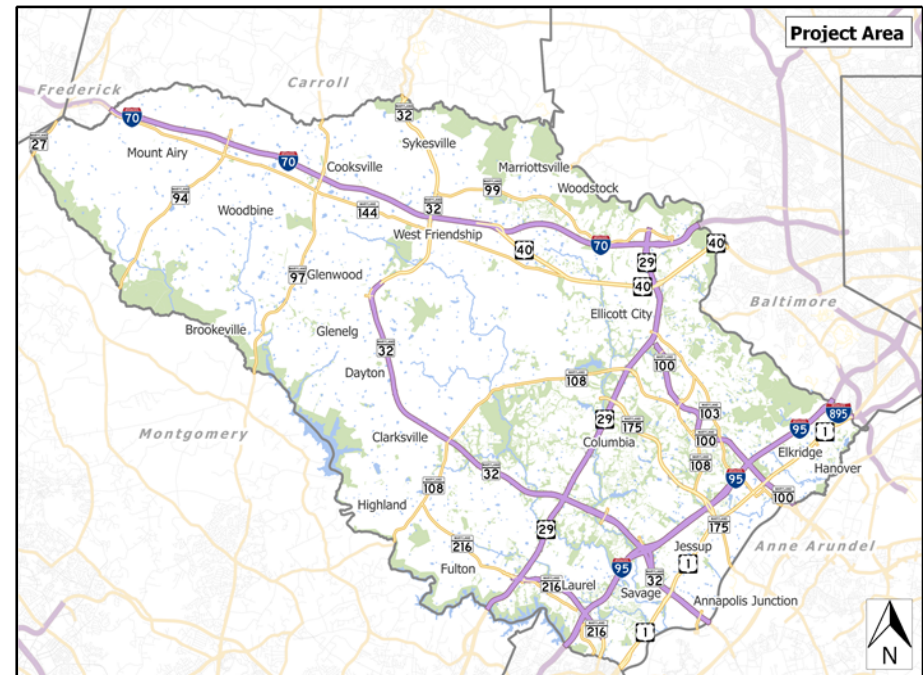 Project Area
Frederick
Carroll
70
MARYLAND
32
27
Sykesville
Mount Airy
70
Cooksville
Marriottsville
99
Woodstock
94
Woodbine
144
32
West Friendship
40
70
40
29
97
Glenwood
40
Baltimore
Ellicott City
Brookeville
Glenelg
32
100
Dayton
108
895
29
175
103
95
1
Montgomery
Clarksville
Columbia
100
Elkridge
32
108
Hanover
95
108
100
Highland
29
175
216
Jessup
Anne Arundel
Fulton
95
1
216
Laurel
32
Savage
Annapolis Junction
216
1
N